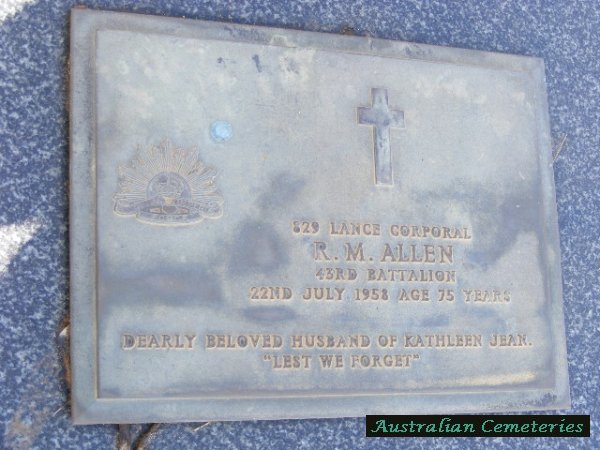 829 LANCE CORPORAL
R. M. ALLEN
43RD BATTALION
22ND JULY 1958 AGE 75 YEARS
DEARLY BELOVED HUSBAND OF KATHLEEN JEAN.
"LEST WE FORGET"
Australian Cemeteries